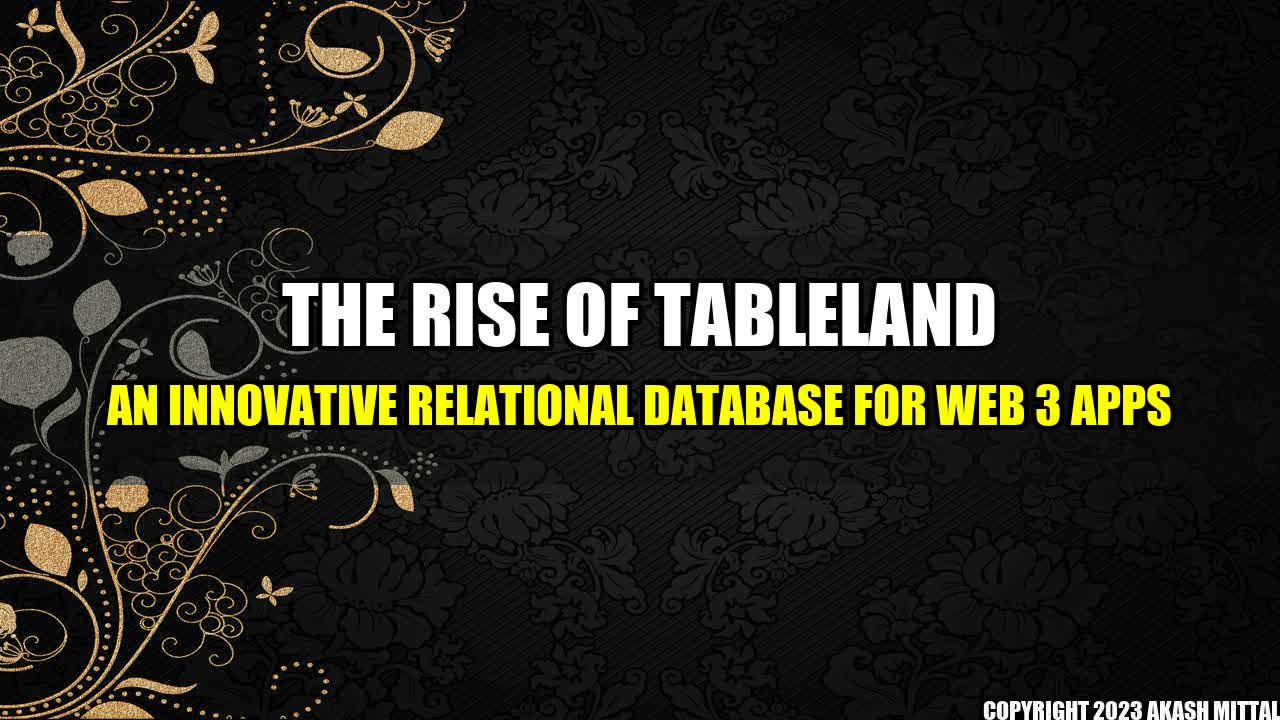 THE RISE OF TABLELAND
AN INNOVATIVE RELATIONAL DATABASE FOR WEB 3 APPS
COPYRIGHT 2023 AKASH MITTAL